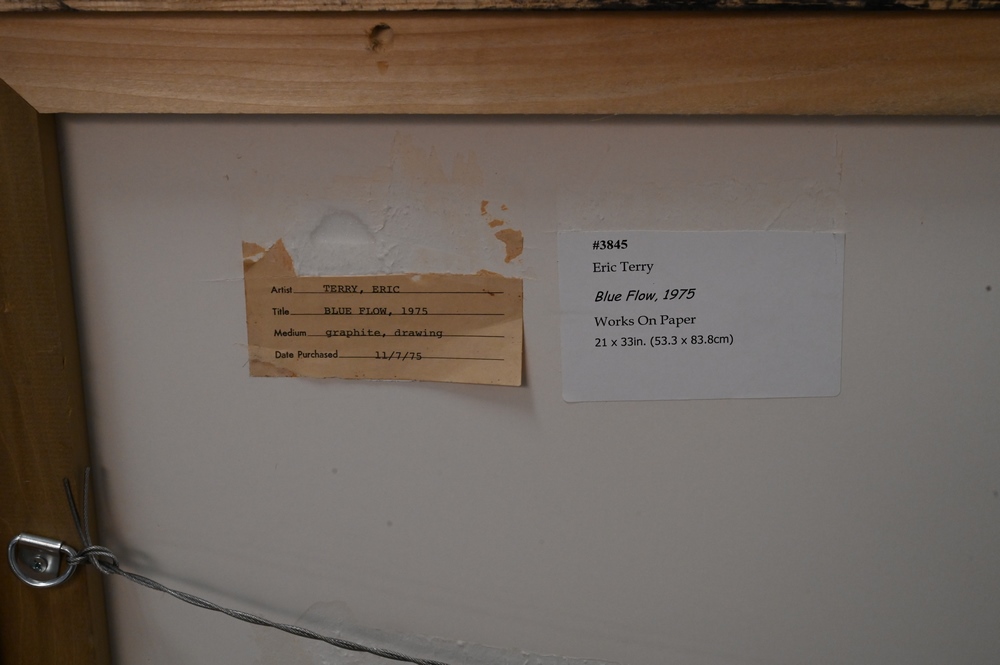 Artist TERRY, ERIC
Title BLUE FLOW, 1975
Medium graphite, drawing
Date Purchased 11/7/75
#3845
Eric Terry
Blue Flow, 1975
Works On Paper
21 x 33in. (53.3 x 83.8cm)